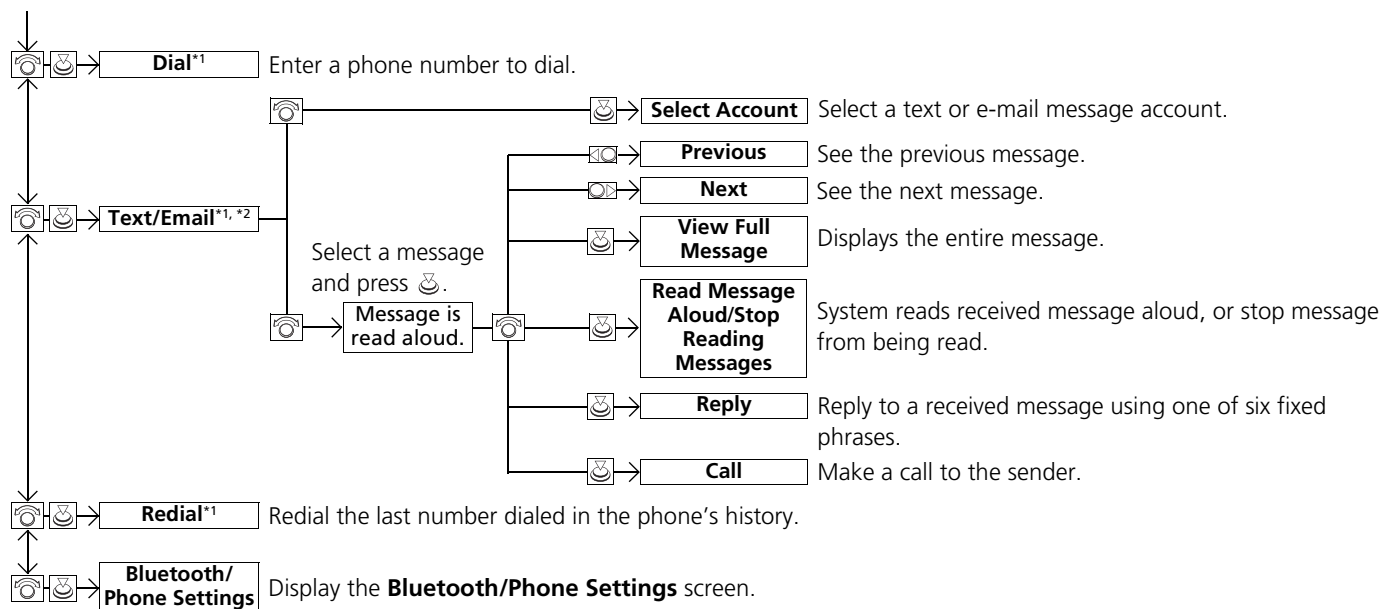 Dial*1 Enter a phone number to dial.
Select Account Select a text or e-mail message account.
Previous See the previous message.
Next See the next message.
Text/Email*1, *2
View Full
Message
Displays the entire message.
Select a message
and press .
Message is
read aloud.
Read Message
Aloud/Stop
Reading
Messages
System reads received message aloud, or stop message
from being read.
Reply Reply to a received message using one of six fixed
phrases.
Call Make a call to the sender.
Redial*1 Redial the last number dialed in the phone’s history.
Bluetooth/
Phone Settings
Display the Bluetooth/Phone Settings screen.